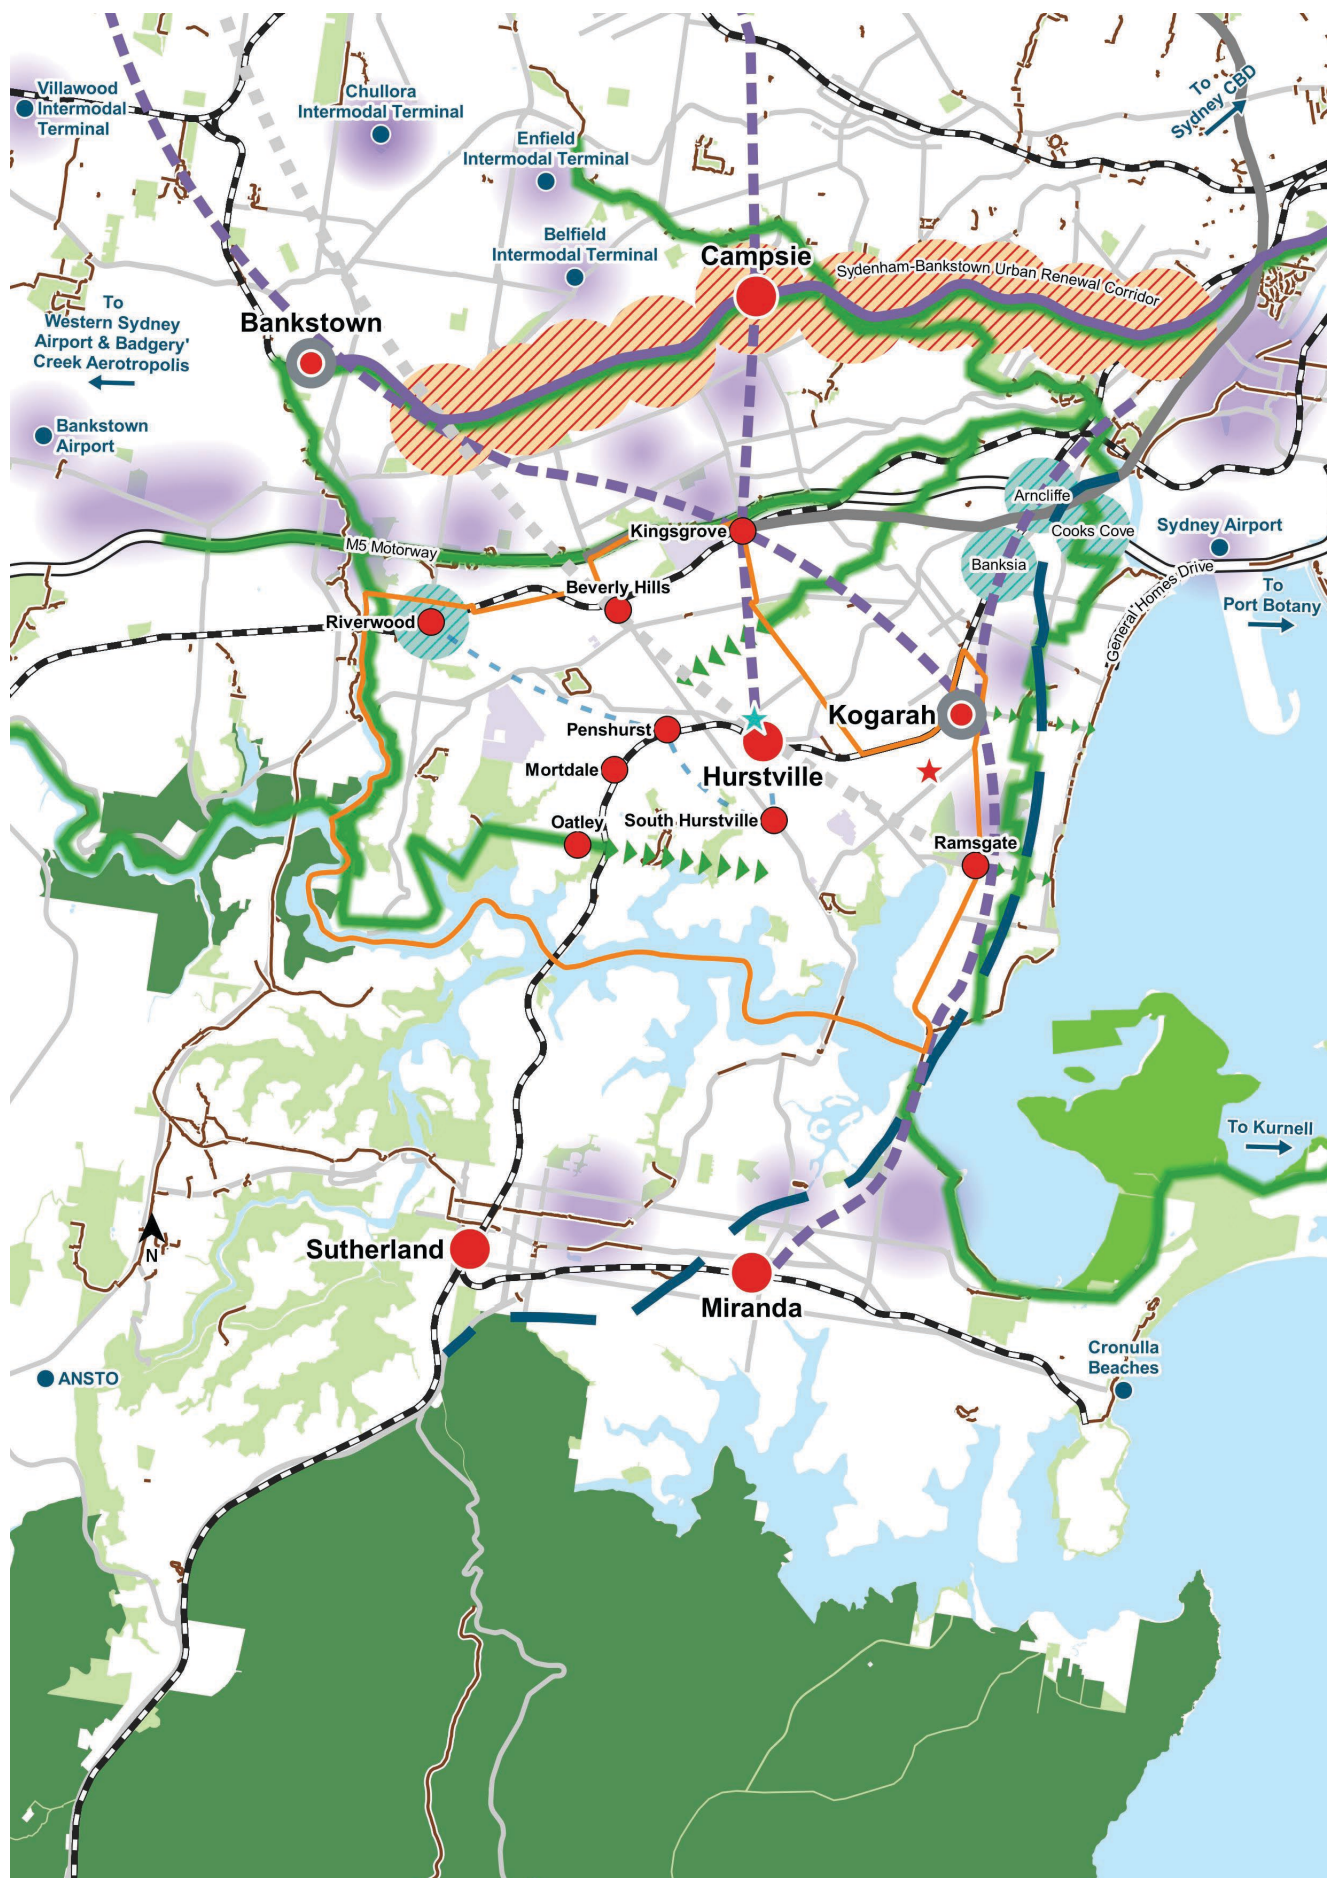 Villawood
Intermodal
Terminal
Chullora
Intermodal Terminal
Enfield
Intermodal Terminal
To
Sydney CBD
Belfield
Intermodal Terminal
Campsie
Sydenham-Bankstown Urban Renewal Corridor
To
Western Sydney
Airport & Badgery'
Creek Aerotropolis
Bankstown
Bankstown
Airport
M5 Motorway
Kingsgrove
Arncliffe
Cooks Cove
Sydney Airport
Banksia
Beverly Hills
General Homes Drive
To
Port Botany
Riverwood
Penshurst
Kogarah
Mortdale
Hurstville
Oatley
South Hurstville
Ramsgate
To Kurnell
N
Sutherland
Miranda
Cronulla
Beaches
ANSTO